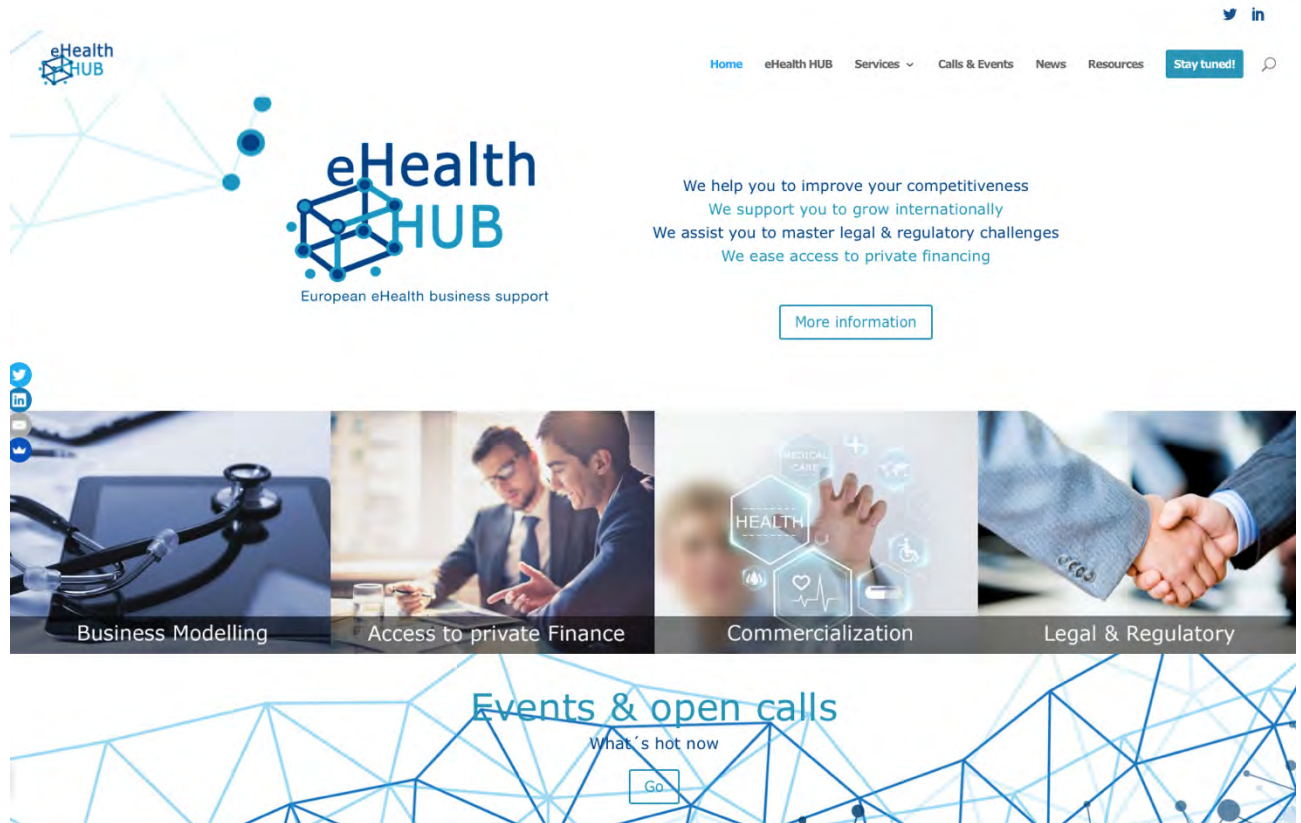 eHealth
HUB
Home eHealth HUB Services Calls & Events News Resources Stay tuned!
eHealth
HUB
European eHealth business support
We help you to improve your competitiveness
We support you to grow internationally
We assist you to master legal & regulatory challenges
We ease access to private financing
More information
MEDICAL
CARE
HEALTH
Business Modelling
Access to private Finance
Commercialization
Legal & Regulatory
Events & open calls
What´s hot now
Go